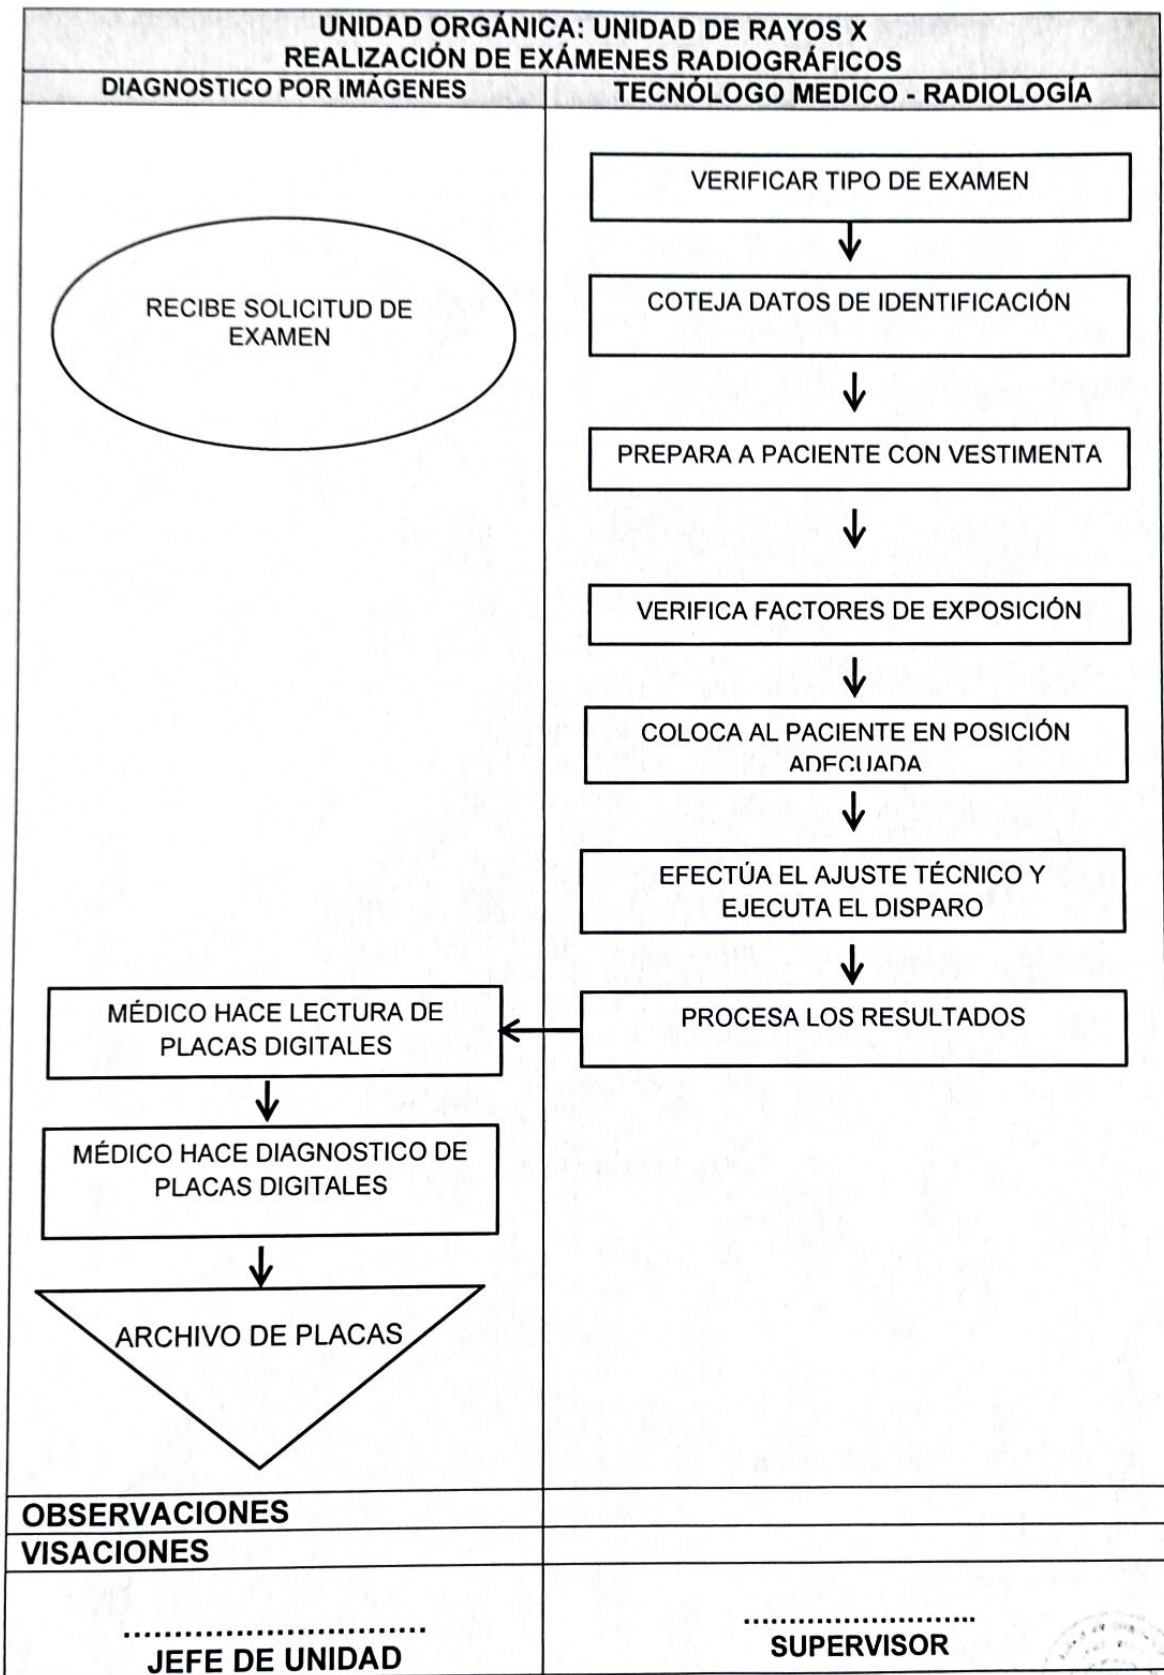 UNIDAD ORGÁNICA: UNIDAD DE RAYOS X
REALIZACIÓN DE EXÁMENES RADIOGRÁFICOS
DIAGNOSTICO POR IMÁGENES
TECNÓLOGO MEDICO - RADIOLOGÍA
RECIBE SOLICITUD DE
EXAMEN
VERIFICAR TIPO DE EXAMEN
COTEJA DATOS DE IDENTIFICACIÓN
PREPARA A PACIENTE CON VESTIMENTA
VERIFICA FACTORES DE EXPOSICIÓN
COLOCA AL PACIENTE EN POSICIÓN
ADECUADA
EFECTÚA EL AJUSTE TÉCNICO Y
EJECUTA EL DISPARO
PROCESA LOS RESULTADOS
MÉDICO HACE LECTURA DE
PLACAS DIGITALES
MÉDICO HACE DIAGNOSTICO DE
PLACAS DIGITALES
ARCHIVO DE PLACAS
OBSERVACIONES
VISACIONES
JEFE DE UNIDAD
SUPERVISOR